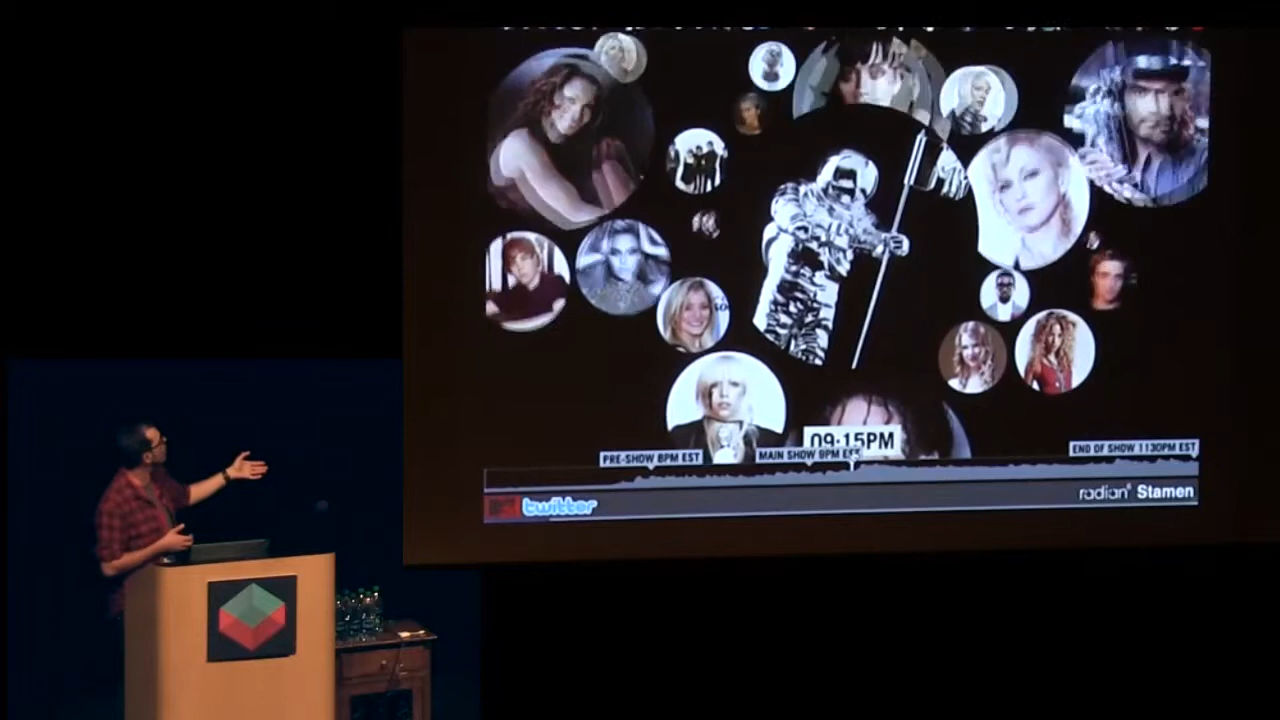 09:15PM
PRE-SHOW 8PM EST
MAIN SHOW 9PM EST
END OF SHOW 1130PM EST
twitter
radian6
Stamen